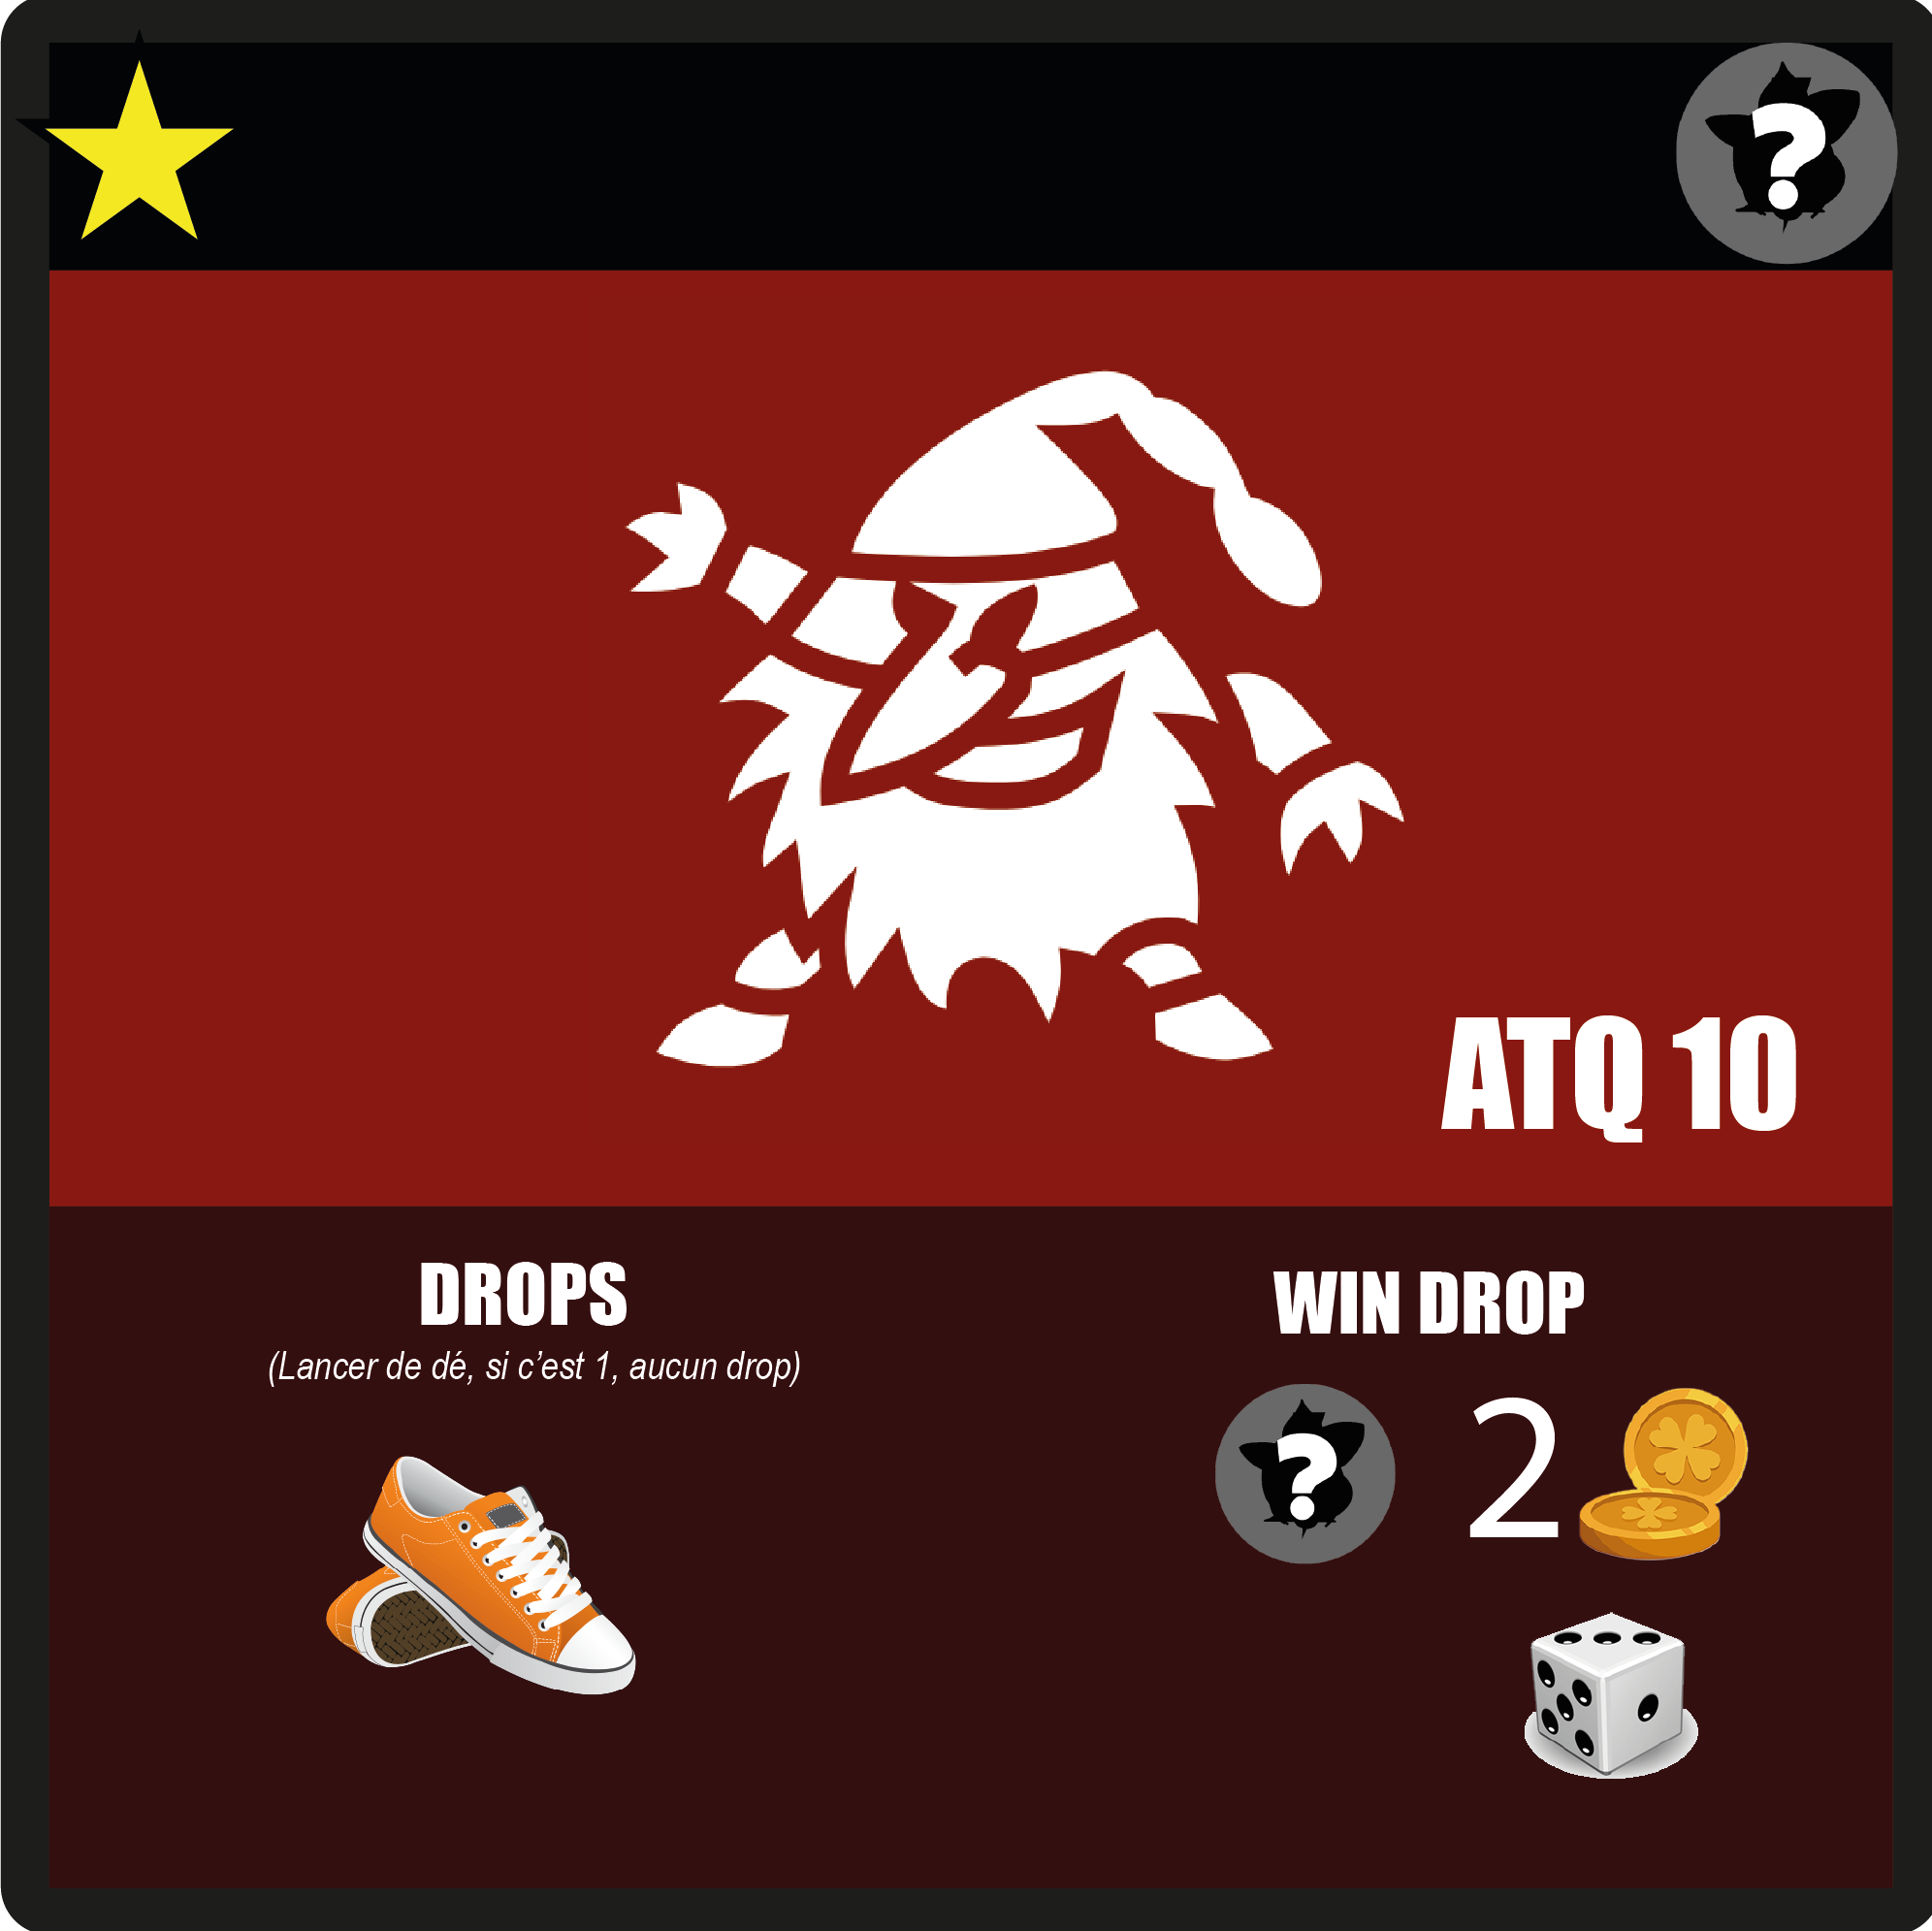 ?
ATQ 10
DROPS
(Lancer de dé, si c’est 1, aucun drop)
WIN DROP
? 2